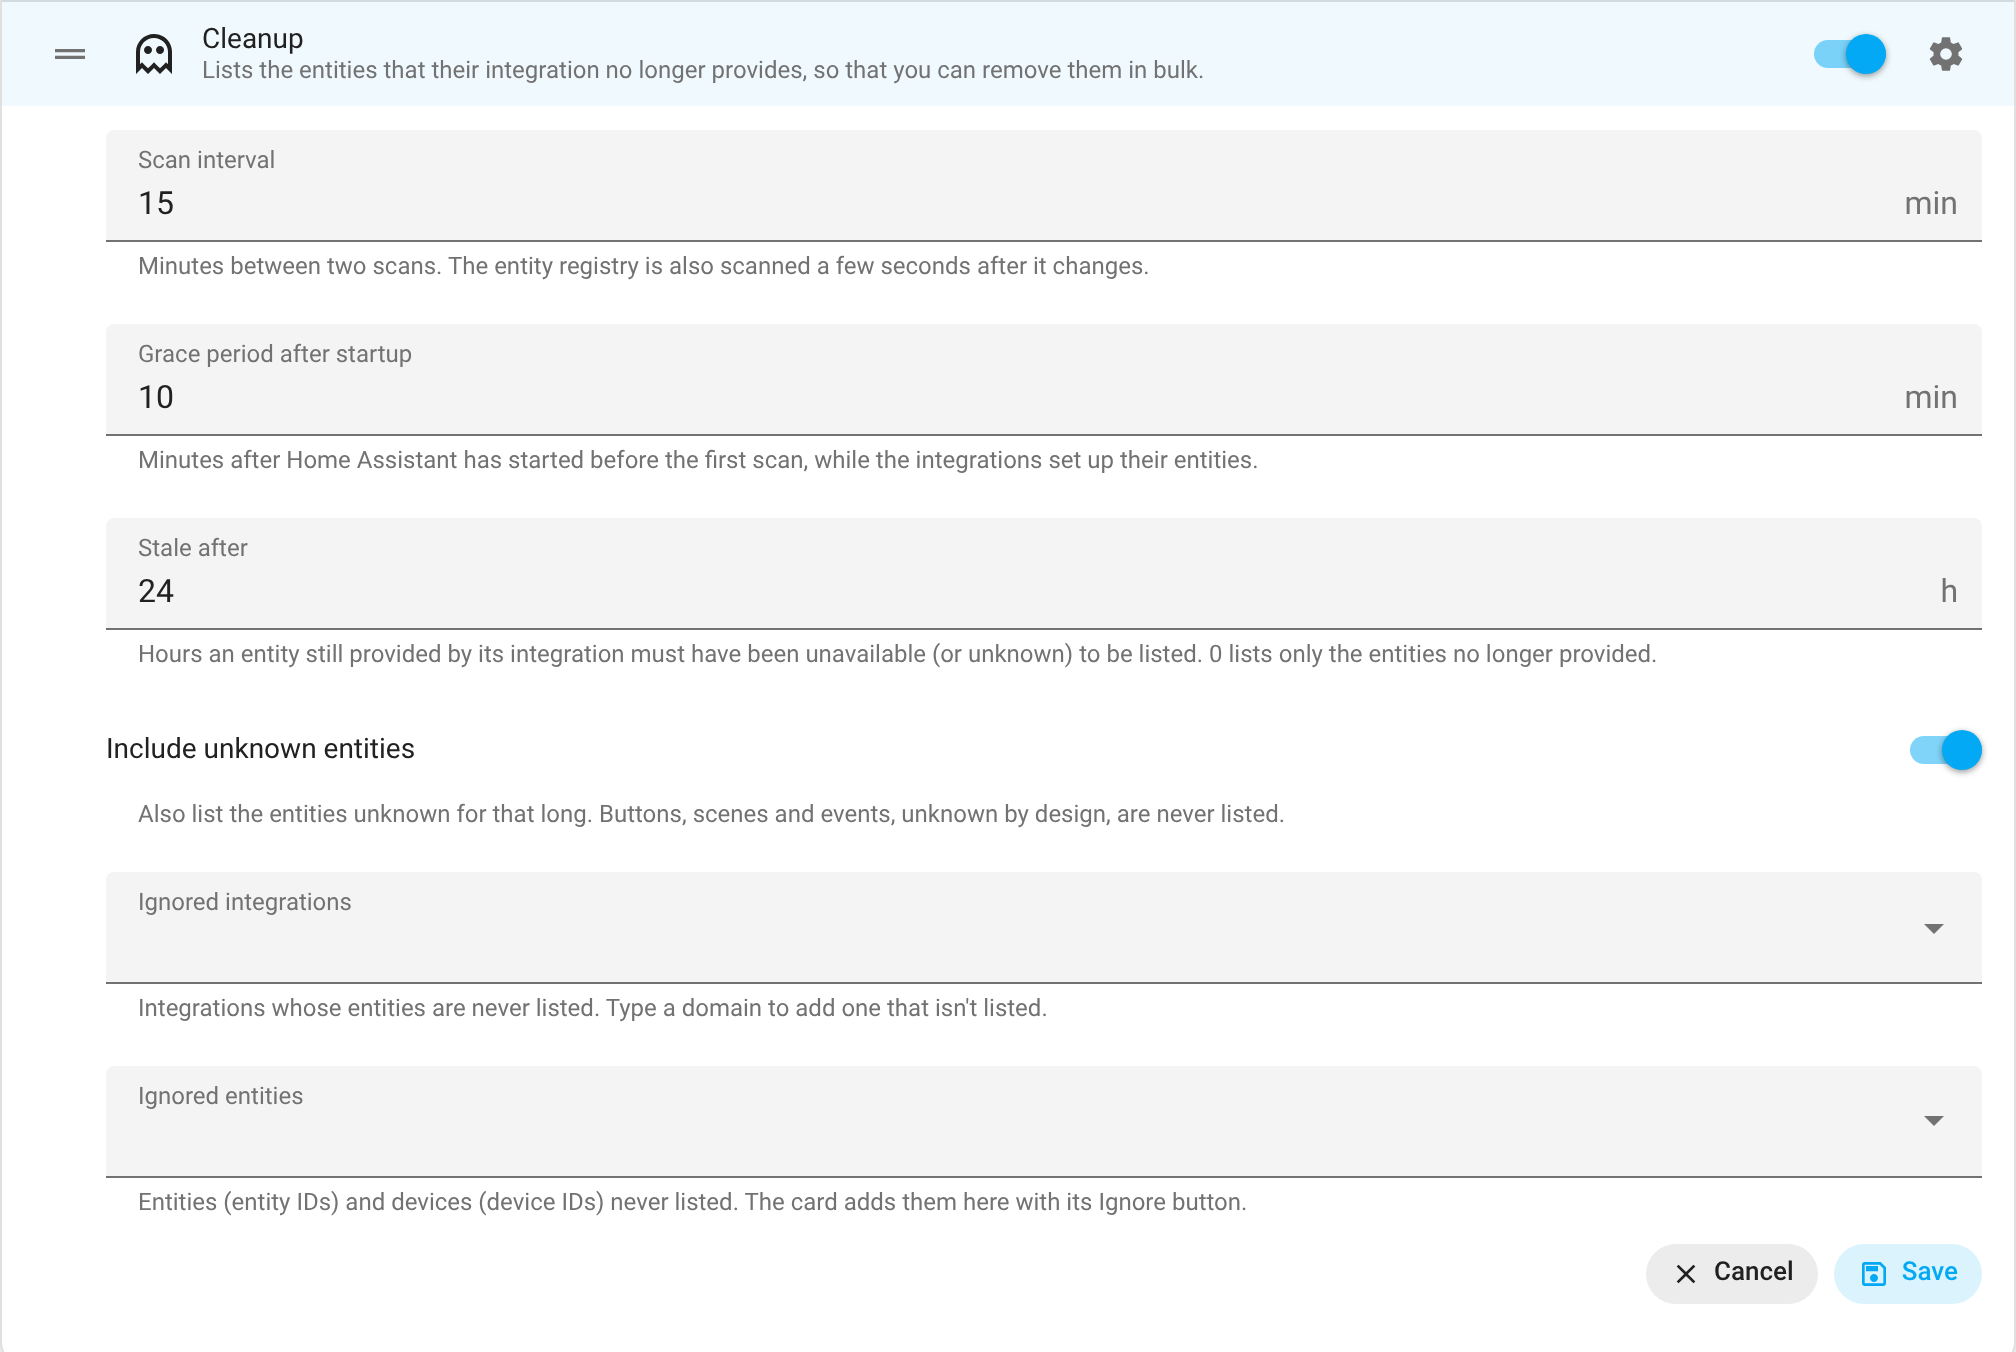 Cleanup
Lists the entities that their integration no longer provides, so that you can remove them in bulk.
Scan interval
15 min
Minutes between two scans. The entity registry is also scanned a few seconds after it changes.
Grace period after startup
10 min
Minutes after Home Assistant has started before the first scan, while the integrations set up their entities.
Stale after
24 h
Hours an entity still provided by its integration must have been unavailable (or unknown) to be listed. 0 lists only the entities no longer provided.
Include unknown entities
Also list the entities unknown for that long. Buttons, scenes and events, unknown by design, are never listed.
Ignored integrations
Integrations whose entities are never listed. Type a domain to add one that isn't listed.
Ignored entities
Entities (entity IDs) and devices (device IDs) never listed. The card adds them here with its Ignore button.
Cancel Save